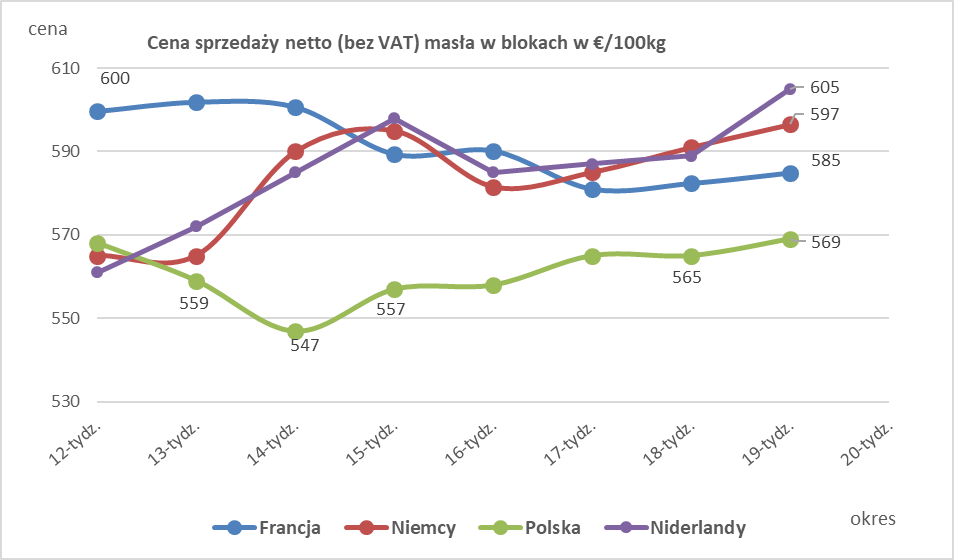 cena
Cena sprzedaży netto (bez VAT) masła w blokach w €/100kg
610
590
570
550
530
600
559
547
557
565
605
597
585
569
12-tydz.
13-tydz.
14-tydz.
15-tydz.
16-tydz.
17-tydz.
18-tydz.
19-tydz.
20-tydz.
okres
Francja
Niemcy
Polska
Niderlandy